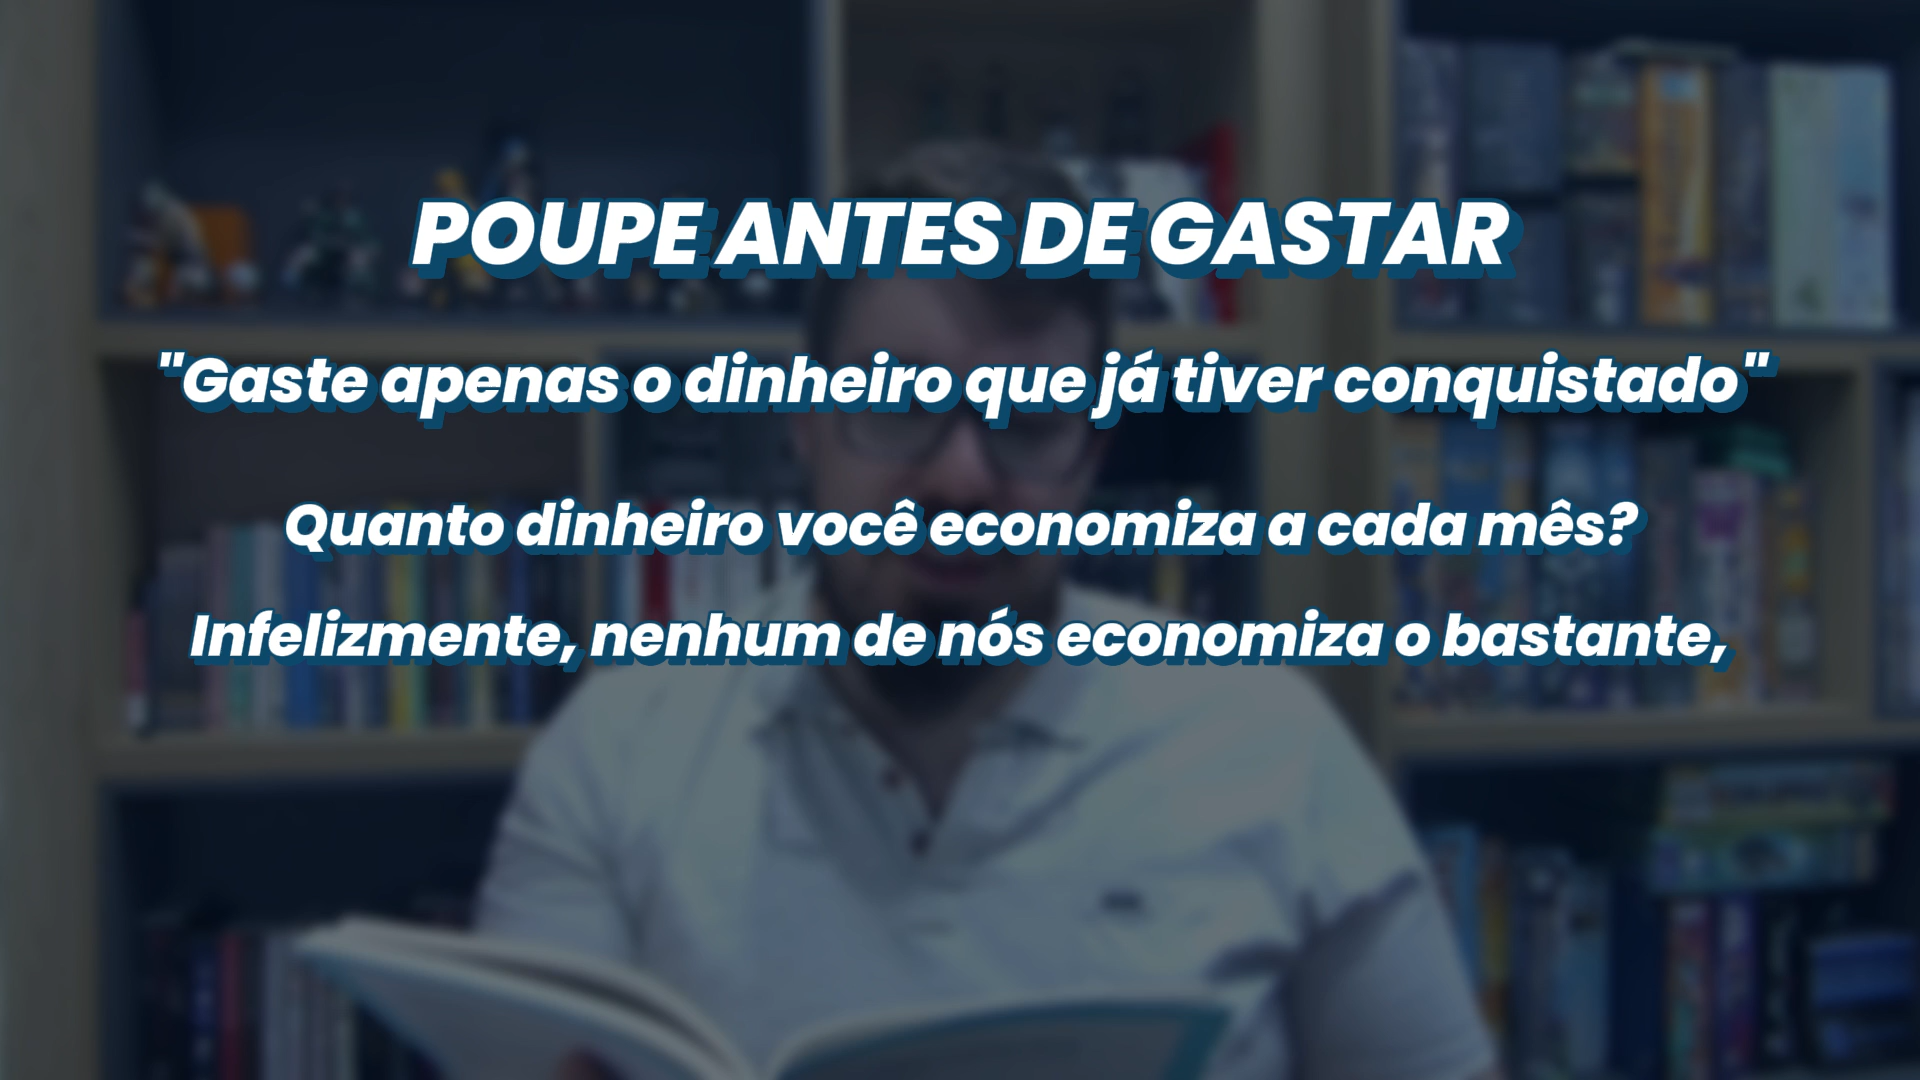 POUPE ANTES DE GASTAR
"Gaste apenas o dinheiro que já tiver conquistado"
Quanto dinheiro você economiza a cada mês?
Infelizmente, nenhum de nós economiza o bastante,